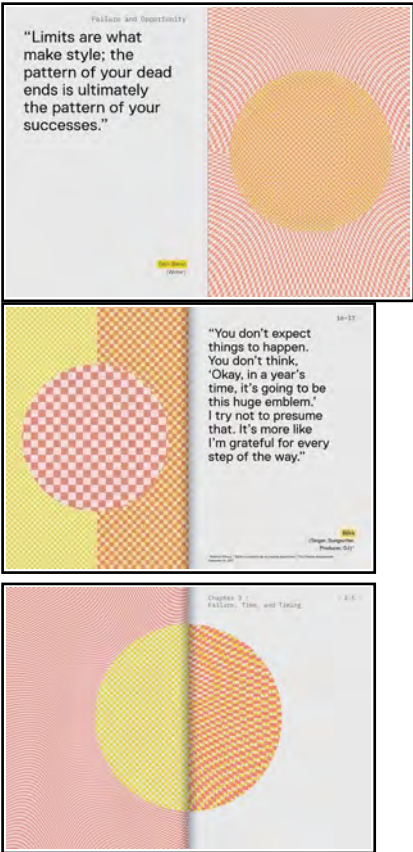 Failure and Opportunity
“Limits are what
make style; the
pattern of your dead
ends is ultimately
the pattern of your
successes.”
(Writer)
16–17
“You don’t expect
things to happen.
You don’t think,
‘Okay, in a year’s
time, it’s going to be
this huge emblem.’
I try not to presume
that. It’s more like
I’m grateful for every
step of the way.”
(Singer, Songwriter,
Producer, DJ)
Chapter 3
Failure, Time, and Timing